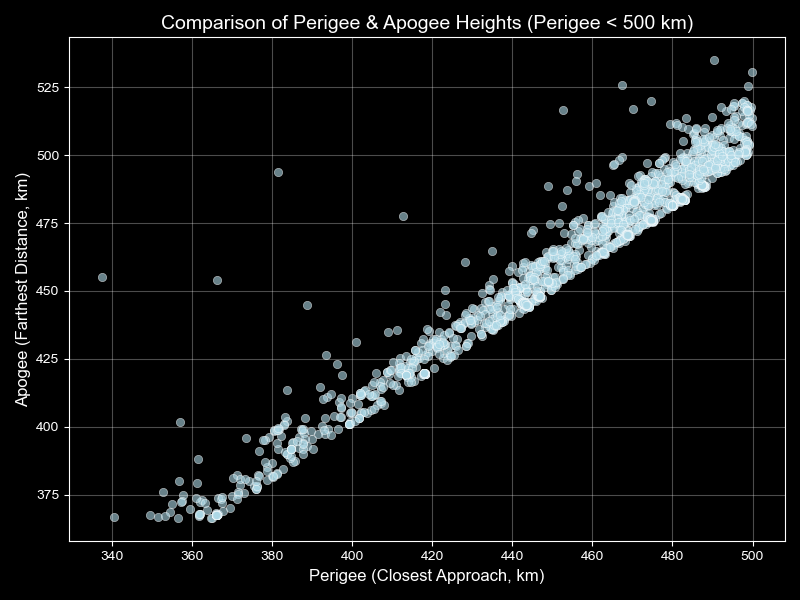 Comparison of Perigee & Apogee Heights (Perigee < 500 km)
Apogee (Farthest Distance, km)
525
500
475
450
425
400
375
340 360 380 400 420 440 460 480 500
Perigee (Closest Approach, km)